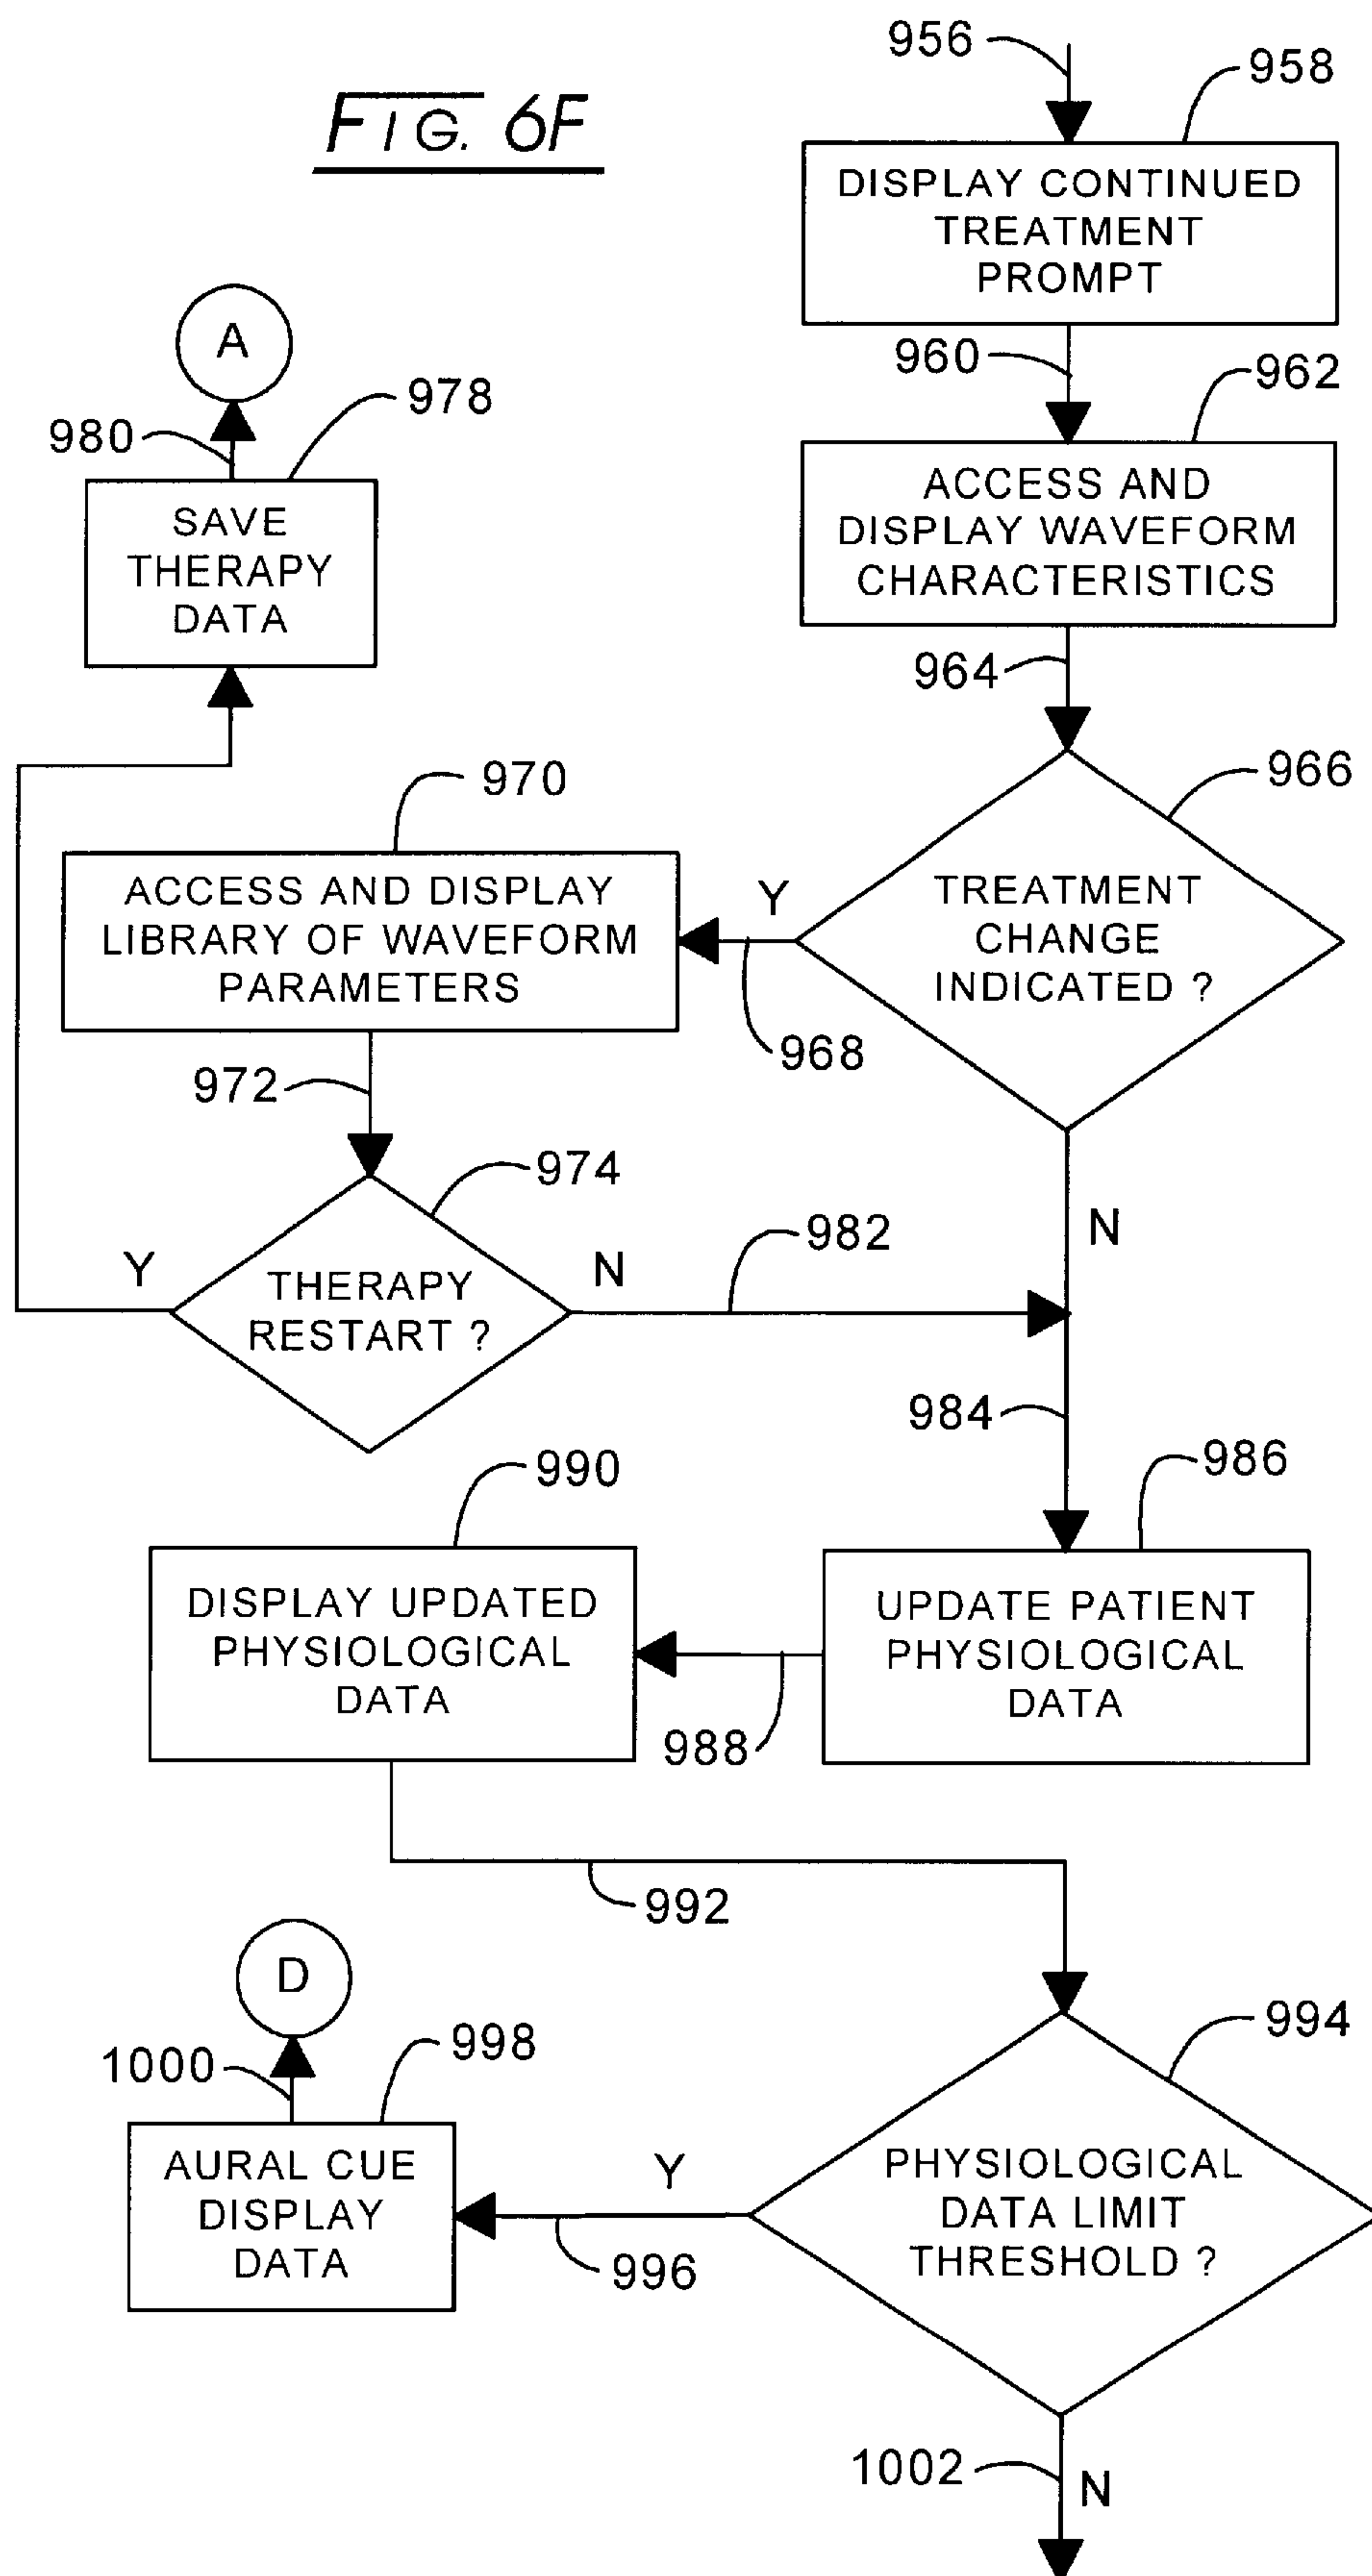 FIG. 6F
956
958
DISPLAY CONTINUED
TREATMENT
PROMPT
960
962
ACCESS AND
DISPLAY WAVEFORM
CHARACTERISTICS
964
A
978
980
SAVE
THERAPY
DATA
966
TREATMENT
CHANGE
INDICATED ?
Y
968
N
970
ACCESS AND DISPLAY
LIBRARY OF WAVEFORM
PARAMETERS
972
974
THERAPY
RESTART ?
Y
N
982
984
986
UPDATE PATIENT
PHYSIOLOGICAL
DATA
988
990
DISPLAY UPDATED
PHYSIOLOGICAL
DATA
992
994
PHYSIOLOGICAL
DATA LIMIT
THRESHOLD ?
Y
996
D
1000
998
AURAL CUE
DISPLAY
DATA
1002
N